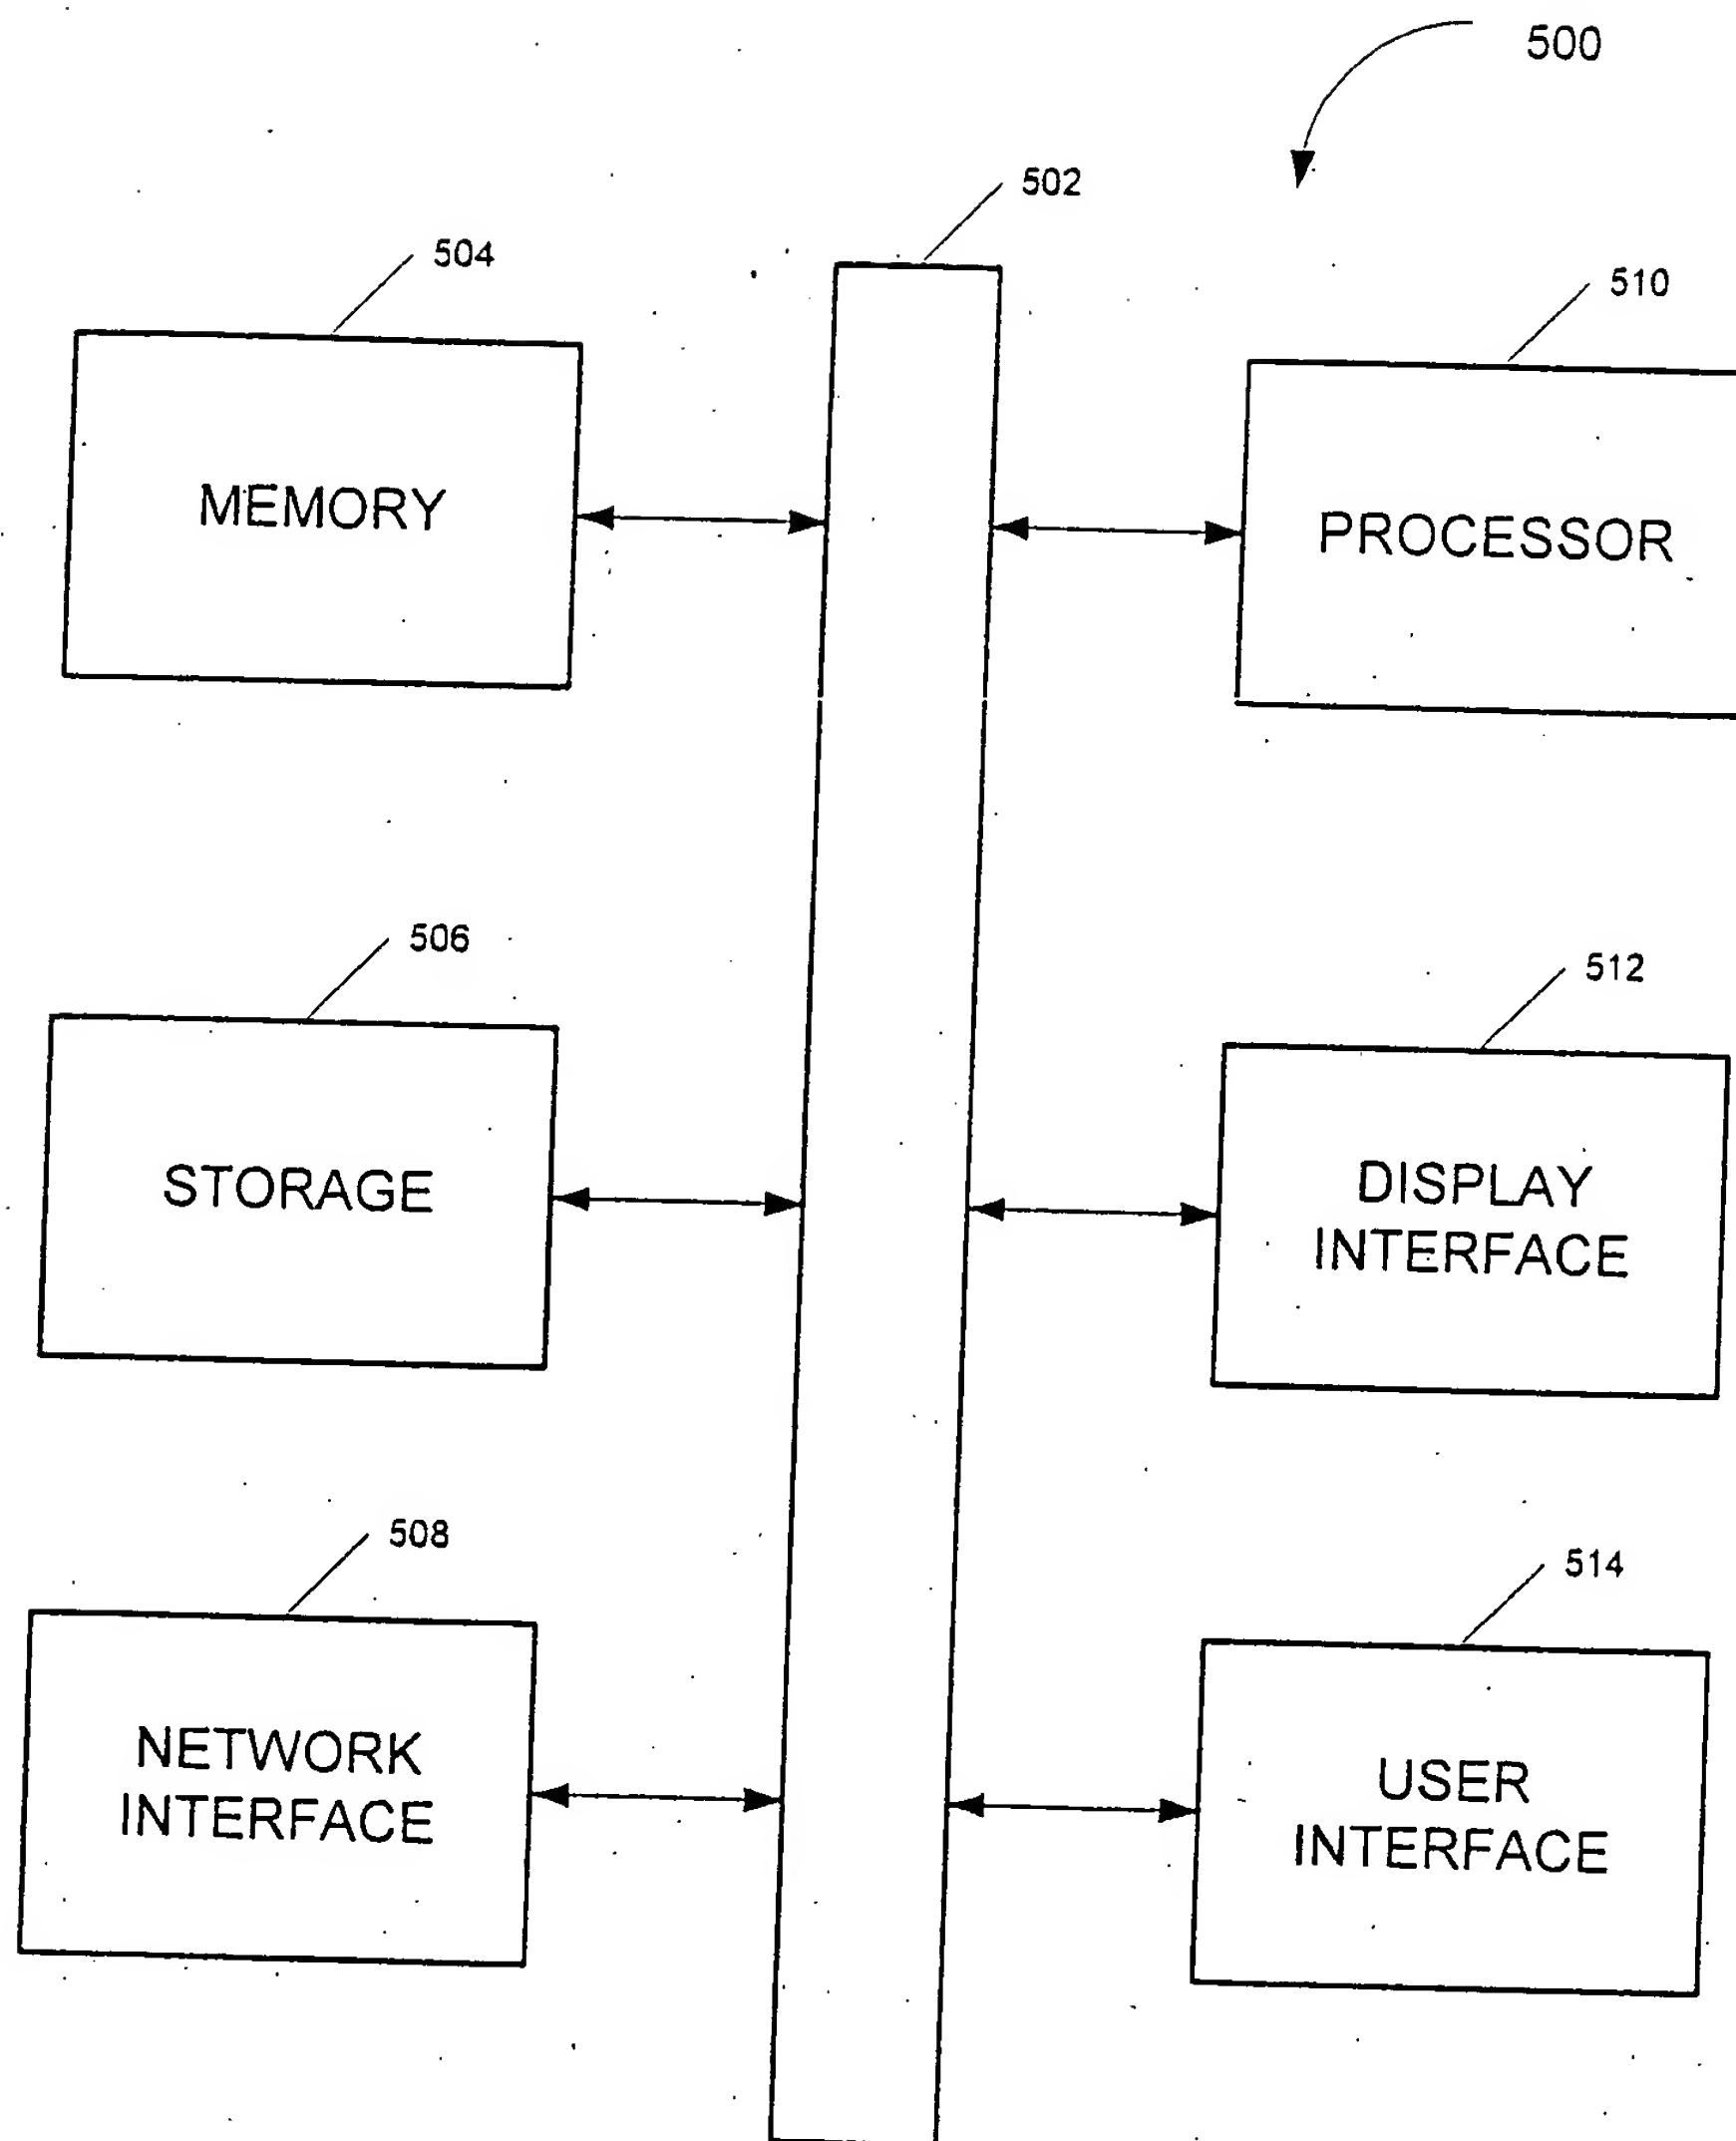 500
502
504
510
MEMORY
PROCESSOR
506
512
STORAGE
DISPLAY
INTERFACE
508
514
NETWORK
INTERFACE
USER
INTERFACE